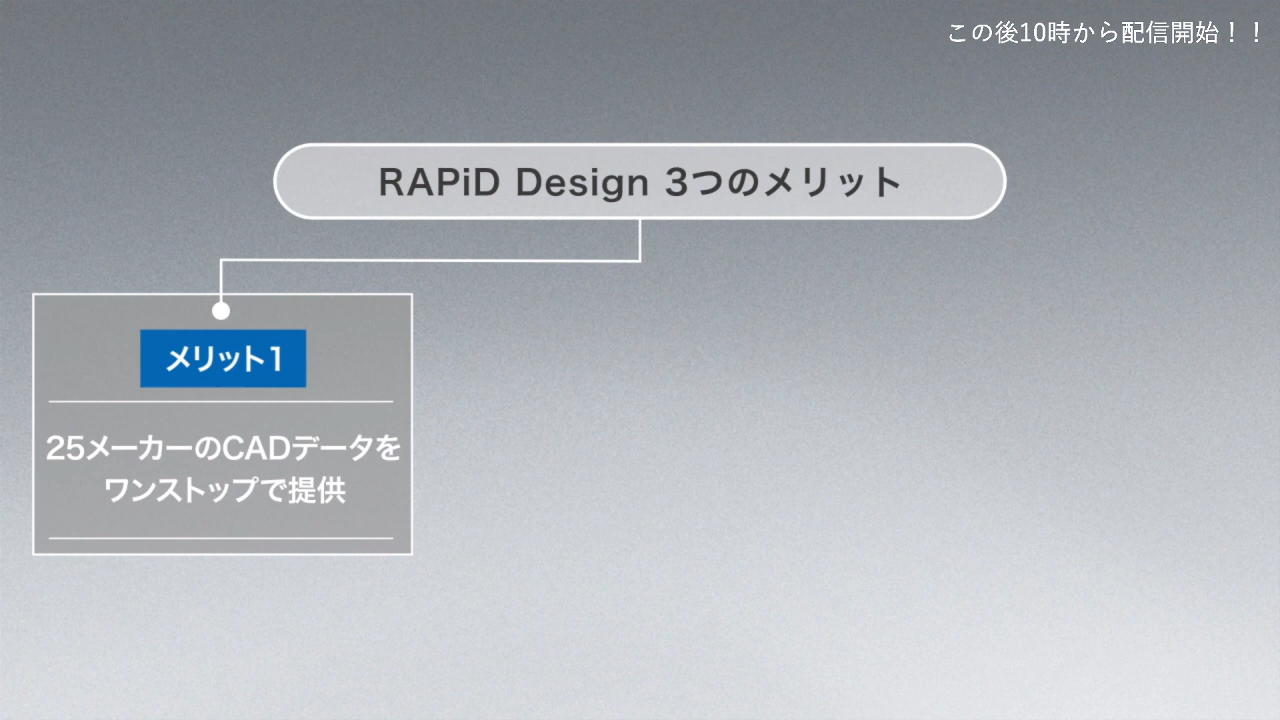 この後10時から配信開始！！
RAPiD Design 3つのメリット
メリット1
25メーカーのCADデータを
ワンストップで提供